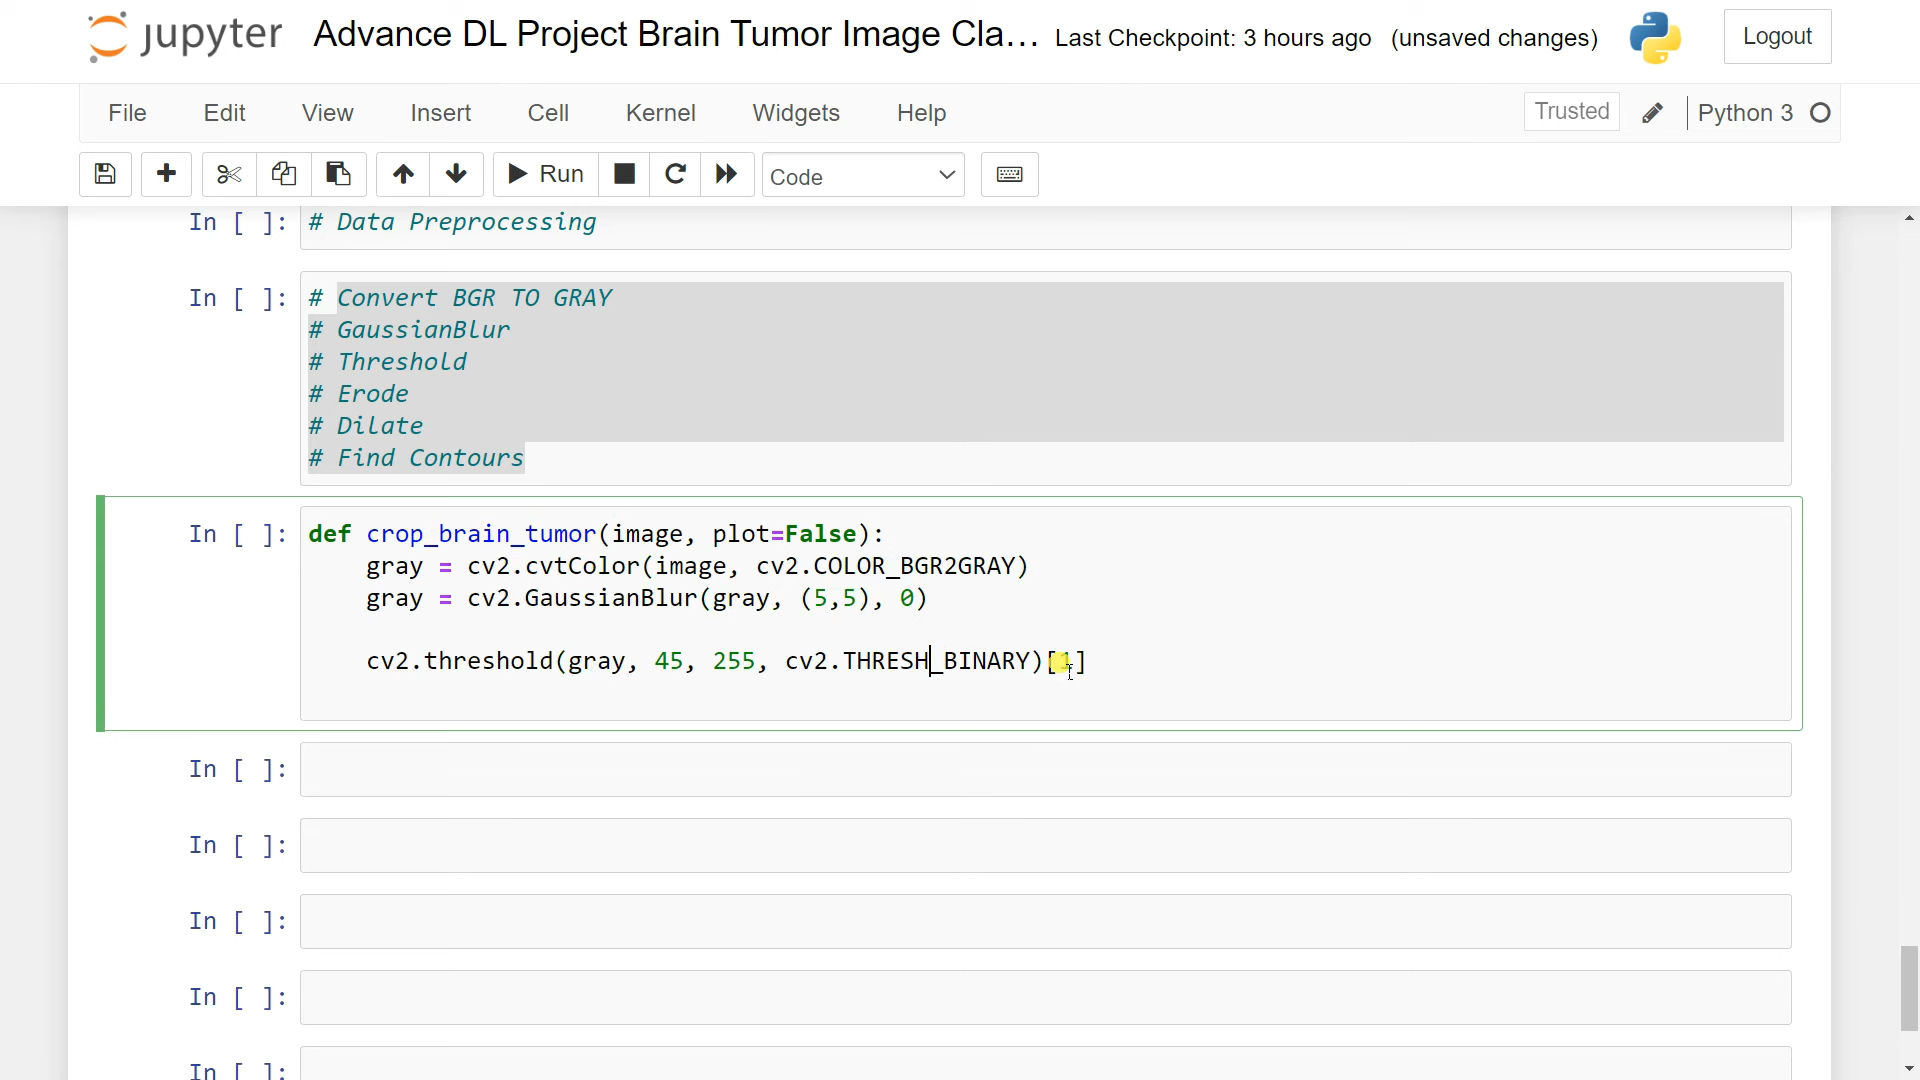 jupyter Advance DL Project Brain Tumor Image Cla... Last Checkpoint: 3 hours ago (unsaved changes) Logout
File Edit View Insert Cell Kernel Widgets Help Trusted Python 3
Run Code
In [ ]: # Data Preprocessing
In [ ]: # Convert BGR TO GRAY
# GaussianBlur
# Threshold
# Erode
# Dilate
# Find Contours
In [ ]: def crop_brain_tumor(image, plot=False):
gray = cv2.cvtColor(image, cv2.COLOR_BGR2GRAY)
gray = cv2.GaussianBlur(gray, (5,5), 0)
cv2.threshold(gray, 45, 255, cv2.THRESH_BINARY)[1]
In [ ]:
In [ ]:
In [ ]:
In [ ]:
In [ ]: